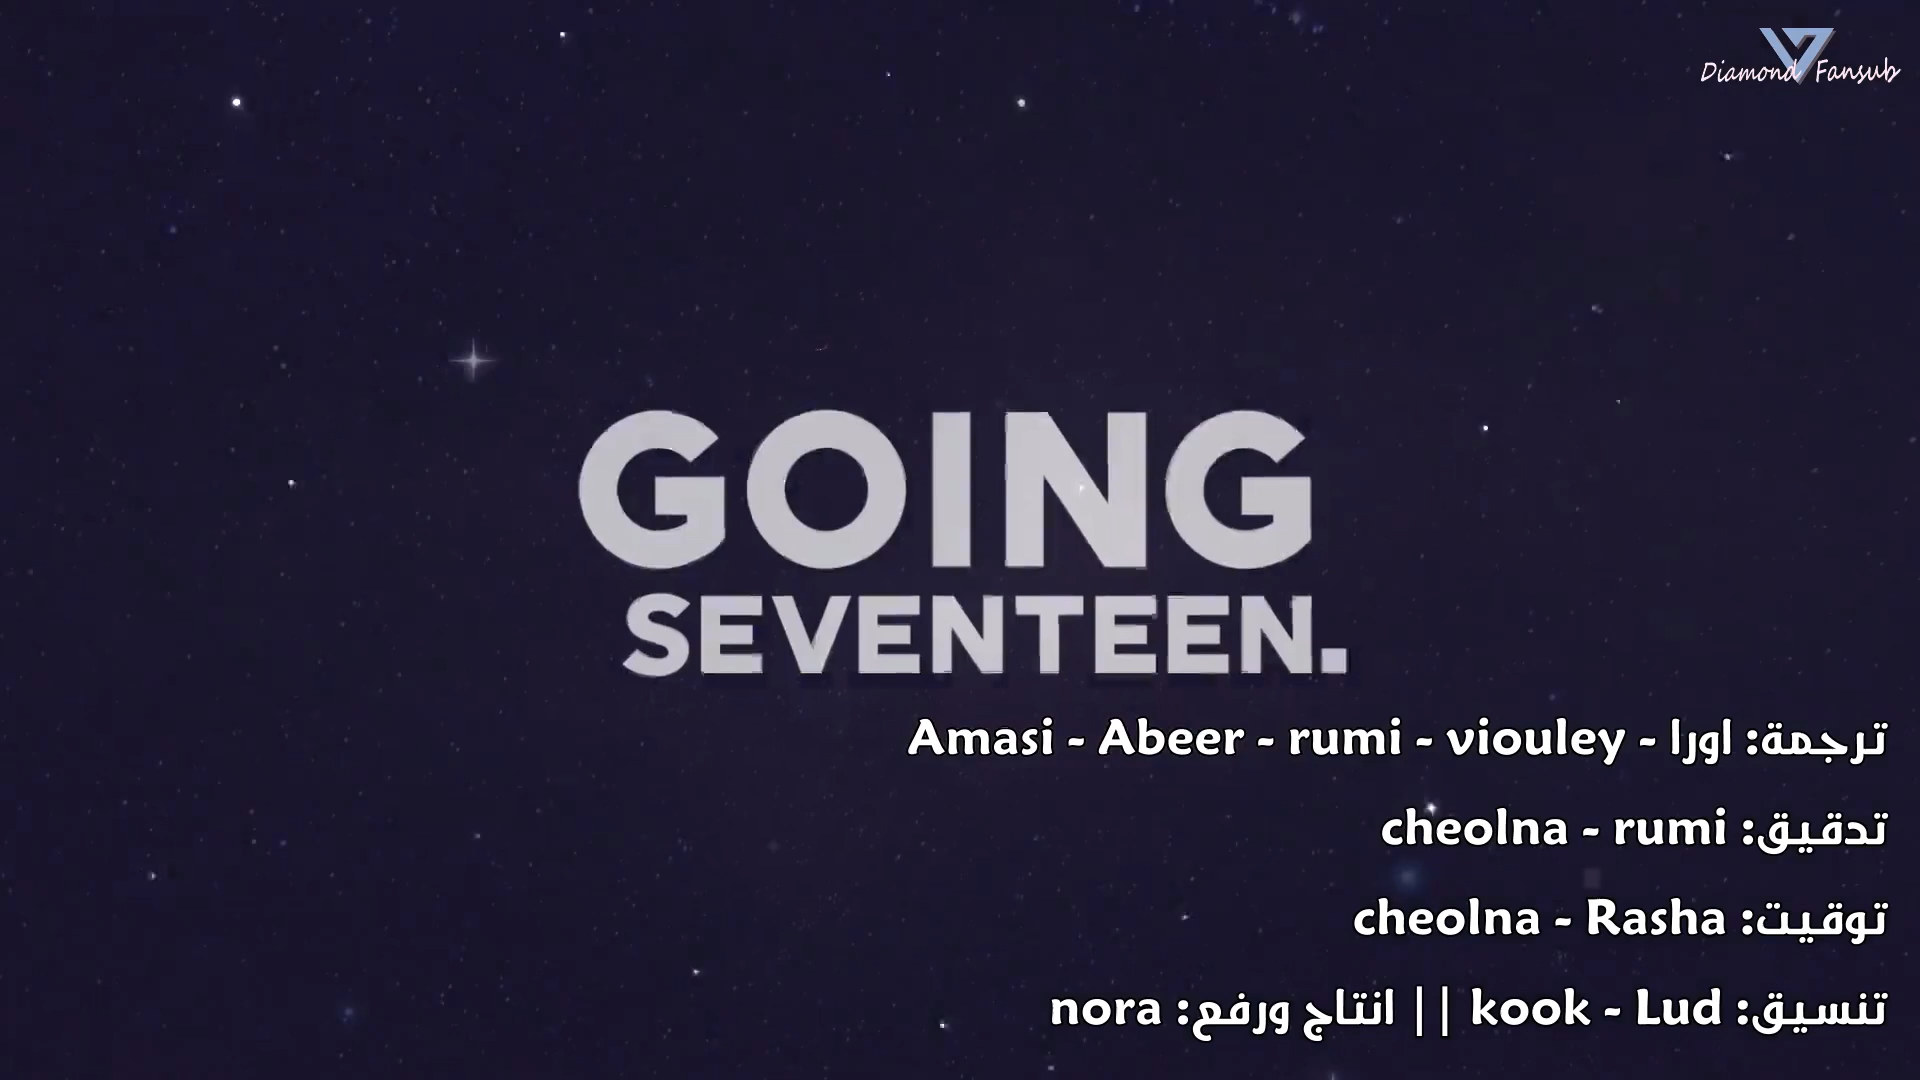 Diamond Fansub
GOING
SEVENTEEN.
ترجمة: اورا - Amasi - Abeer - rumi - viouley
تدقيق: cheolna - rumi
توقيت: cheolna - Rasha
تنسيق: kook - Lud || انتاج ورفع: nora